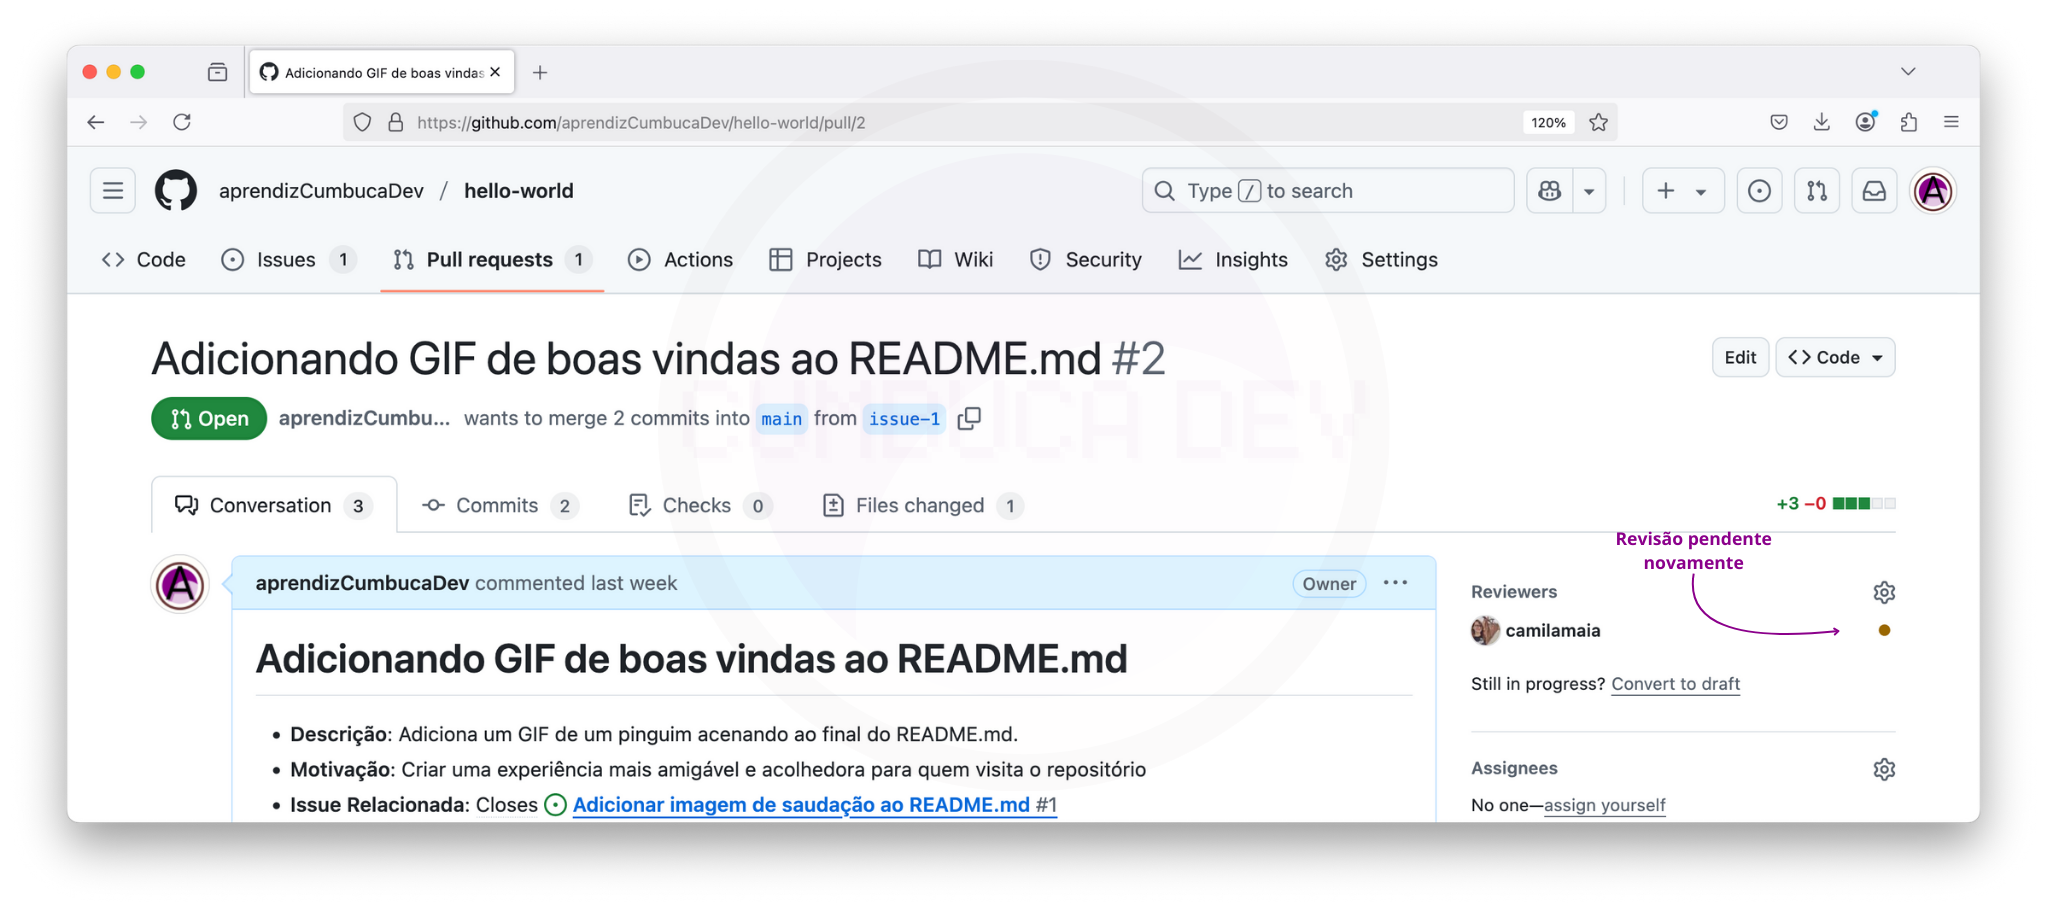 Adicionando GIF de boas vindas
https://github.com/aprendizCumbucaDev/hello-world/pull/2
120%
aprendizCumbucaDev / hello-world
Type / to search
Code
Issues 1
Pull requests 1
Actions
Projects
Wiki
Security
Insights
Settings
Adicionando GIF de boas vindas ao README.md #2
Edit
Code
Open
aprendizCumbu... wants to merge 2 commits into main from issue-1
CUMBUCA DEV
Conversation 3
Commits 2
Checks 0
Files changed 1
+3 −0
Revisão pendente
novamente
aprendizCumbucaDev commented last week
Owner
Adicionando GIF de boas vindas ao README.md
• Descrição: Adiciona um GIF de um pinguim acenando ao final do README.md.
• Motivação: Criar uma experiência mais amigável e acolhedora para quem visita o repositório
• Issue Relacionada: Closes Adicionar imagem de saudação ao README.md #1
Reviewers
camilamaia
Still in progress? Convert to draft
Assignees
No one—assign yourself